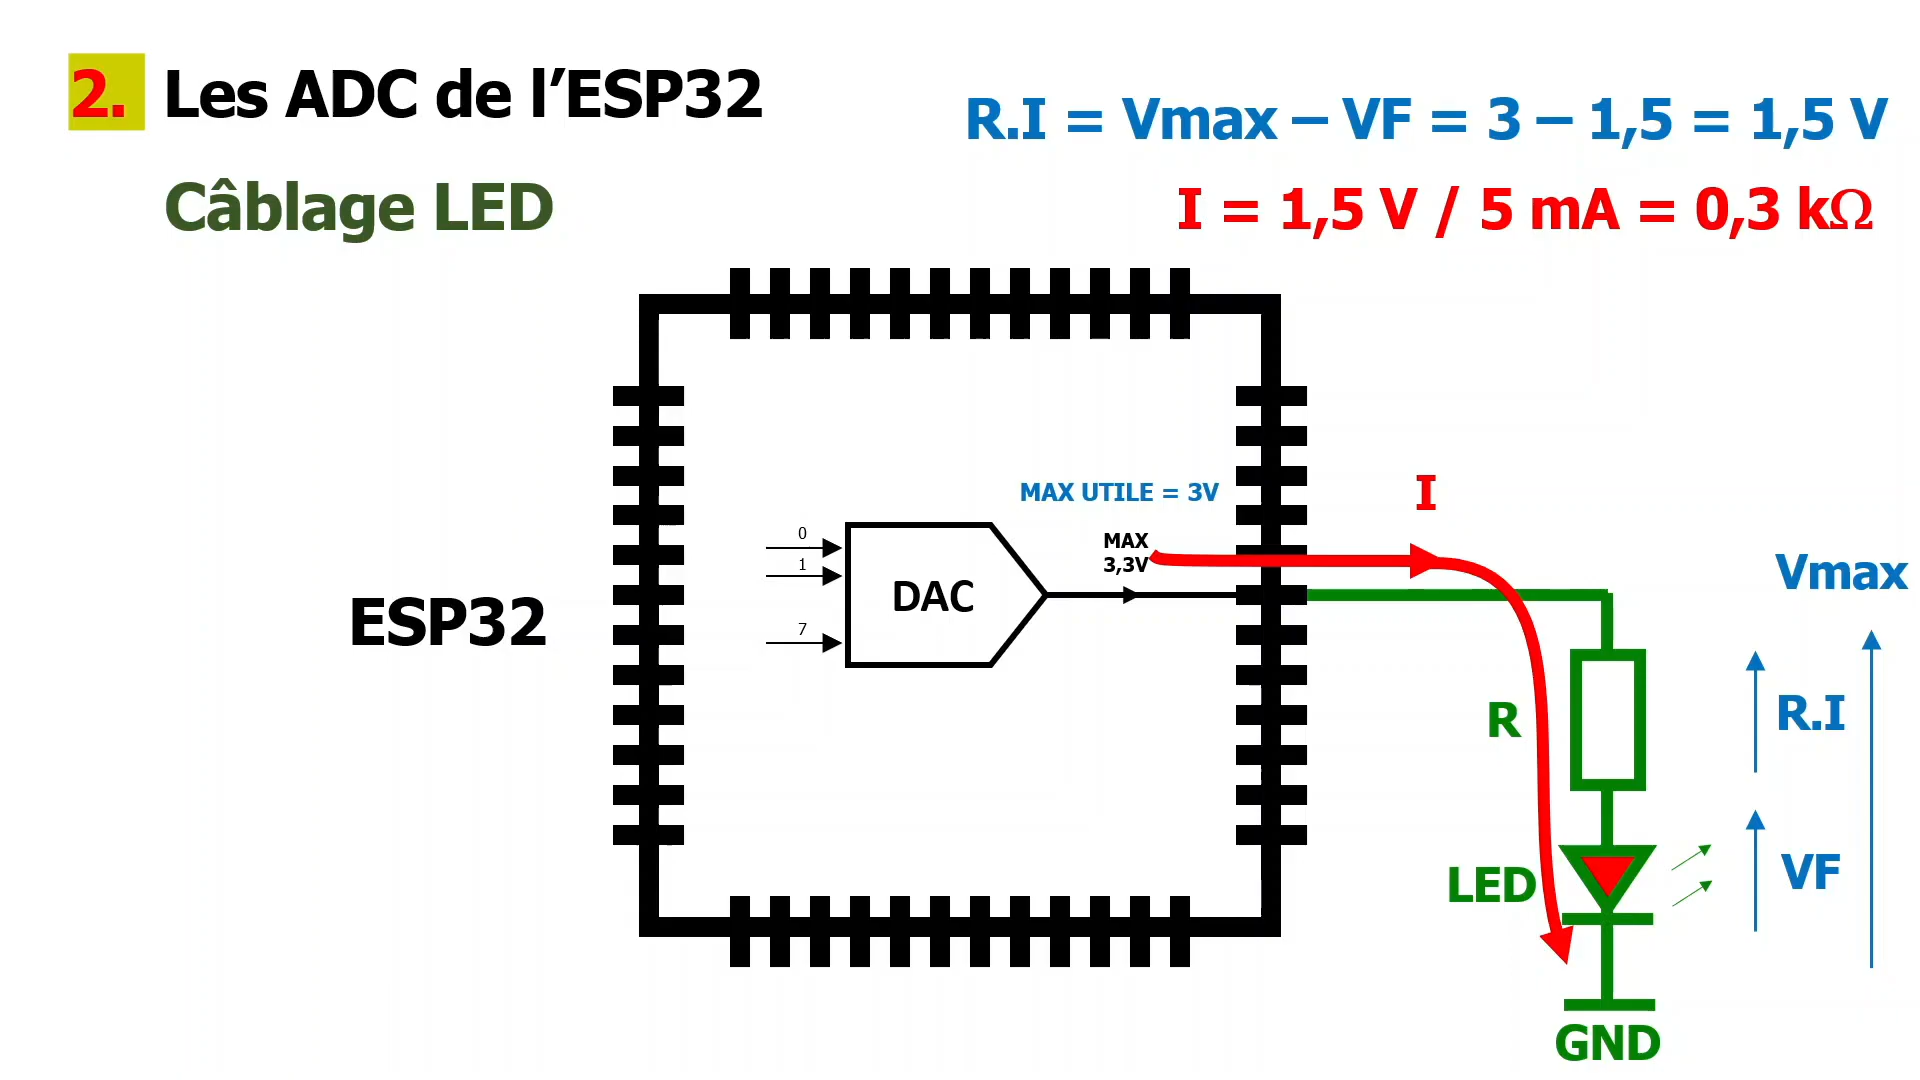 2. Les ADC de l’ESP32
R.I = Vmax – VF = 3 – 1,5 = 1,5 V
Câblage LED
I = 1,5 V / 5 mA = 0,3 kΩ
MAX UTILE = 3V
I
0
MAX
3,3V
1
DAC
Vmax
ESP32
7
R
R.I
LED
VF
GND